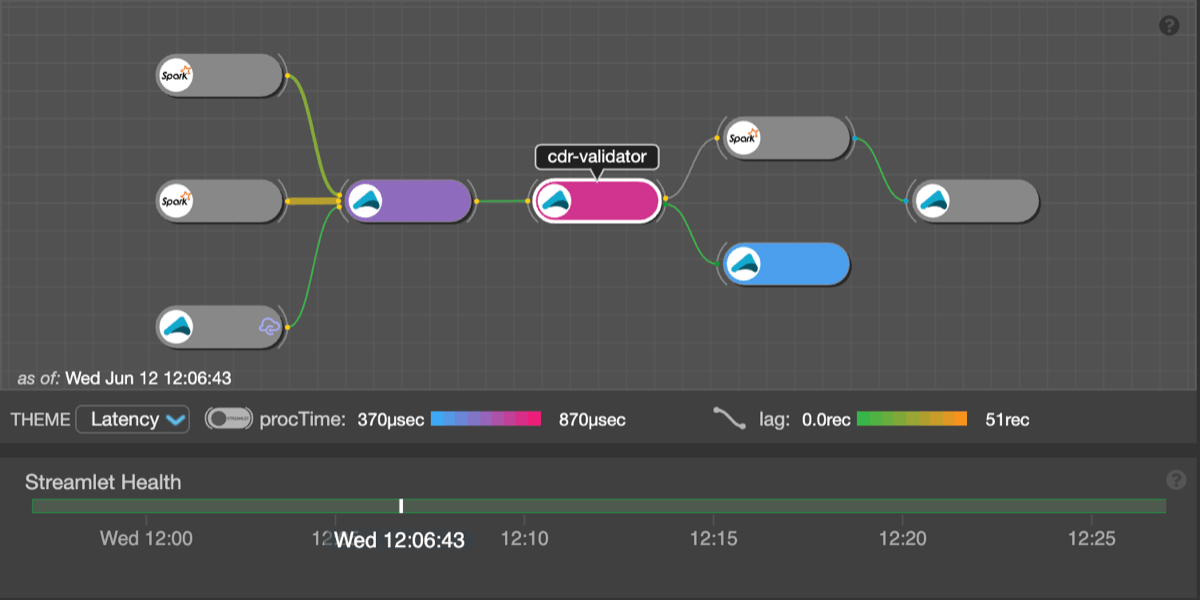 ?
Spark
cdr-validator
Spark
Spark
as of: Wed Jun 12 12:06:43
THEME Latency STREAMLET procTime: 370µsec 870µsec lag: 0.0rec 51rec
Streamlet Health ?
Wed 12:00 Wed 12:06:43 12:10 12:15 12:20 12:25